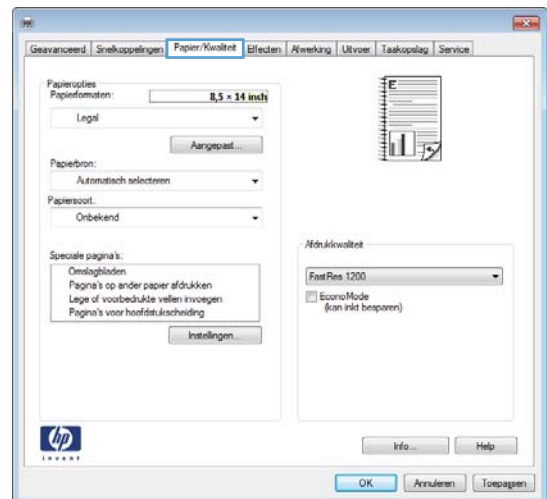 Geavanceerd Snelkoppelingen Papier/Kwaliteit Effecten Afwerking Uitvoer Taakopslag Service
Papieropties
Papierformaten: 8,5 × 14 inch
Legal
Aangepast...
Papierbron:
Automatisch selecteren
Papiersoort:
Onbekend
Speciale pagina's:
Omslagbladen
Pagina's op ander papier afdrukken
Lege of voorbedrukte vellen invoegen
Pagina's voor hoofdstukscheiding
Instellingen...
E
Afdrukkwaliteit
FastRes 1200
EconoMode
(kan inkt besparen)
hp
invent
Info... Help
OK Annuleren Toepassen